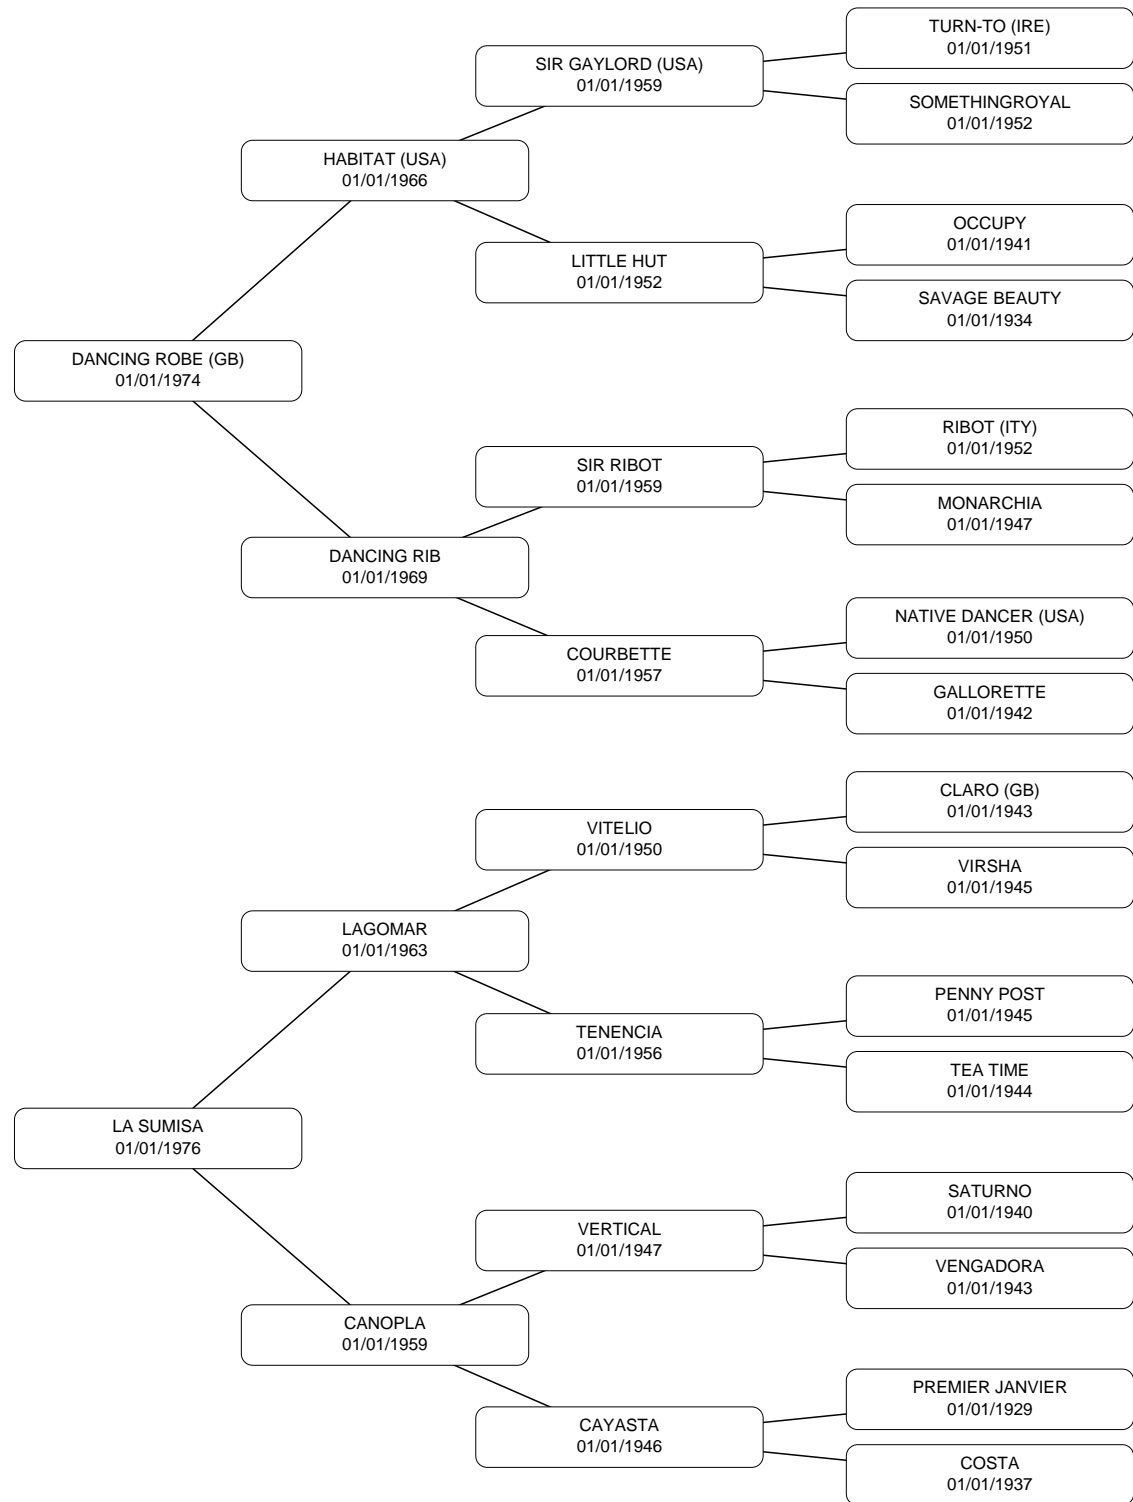 TURN-TO (IRE)
01/01/1951
SIR GAYLORD (USA)
01/01/1959
SOMETHINGROYAL
01/01/1952
HABITAT (USA)
01/01/1966
OCCUPY
01/01/1941
LITTLE HUT
01/01/1952
SAVAGE BEAUTY
01/01/1934
DANCING ROBE (GB)
01/01/1974
RIBOT (ITY)
01/01/1952
SIR RIBOT
01/01/1959
MONARCHIA
01/01/1947
DANCING RIB
01/01/1969
NATIVE DANCER (USA)
01/01/1950
COURBETTE
01/01/1957
GALLORETTE
01/01/1942
CLARO (GB)
01/01/1943
VITELIO
01/01/1950
VIRSHA
01/01/1945
LAGOMAR
01/01/1963
PENNY POST
01/01/1945
TENENCIA
01/01/1956
TEA TIME
01/01/1944
LA SUMISA
01/01/1976
SATURNO
01/01/1940
VERTICAL
01/01/1947
VENGADORA
01/01/1943
CANOPLA
01/01/1959
PREMIER JANVIER
01/01/1929
CAYASTA
01/01/1946
COSTA
01/01/1937